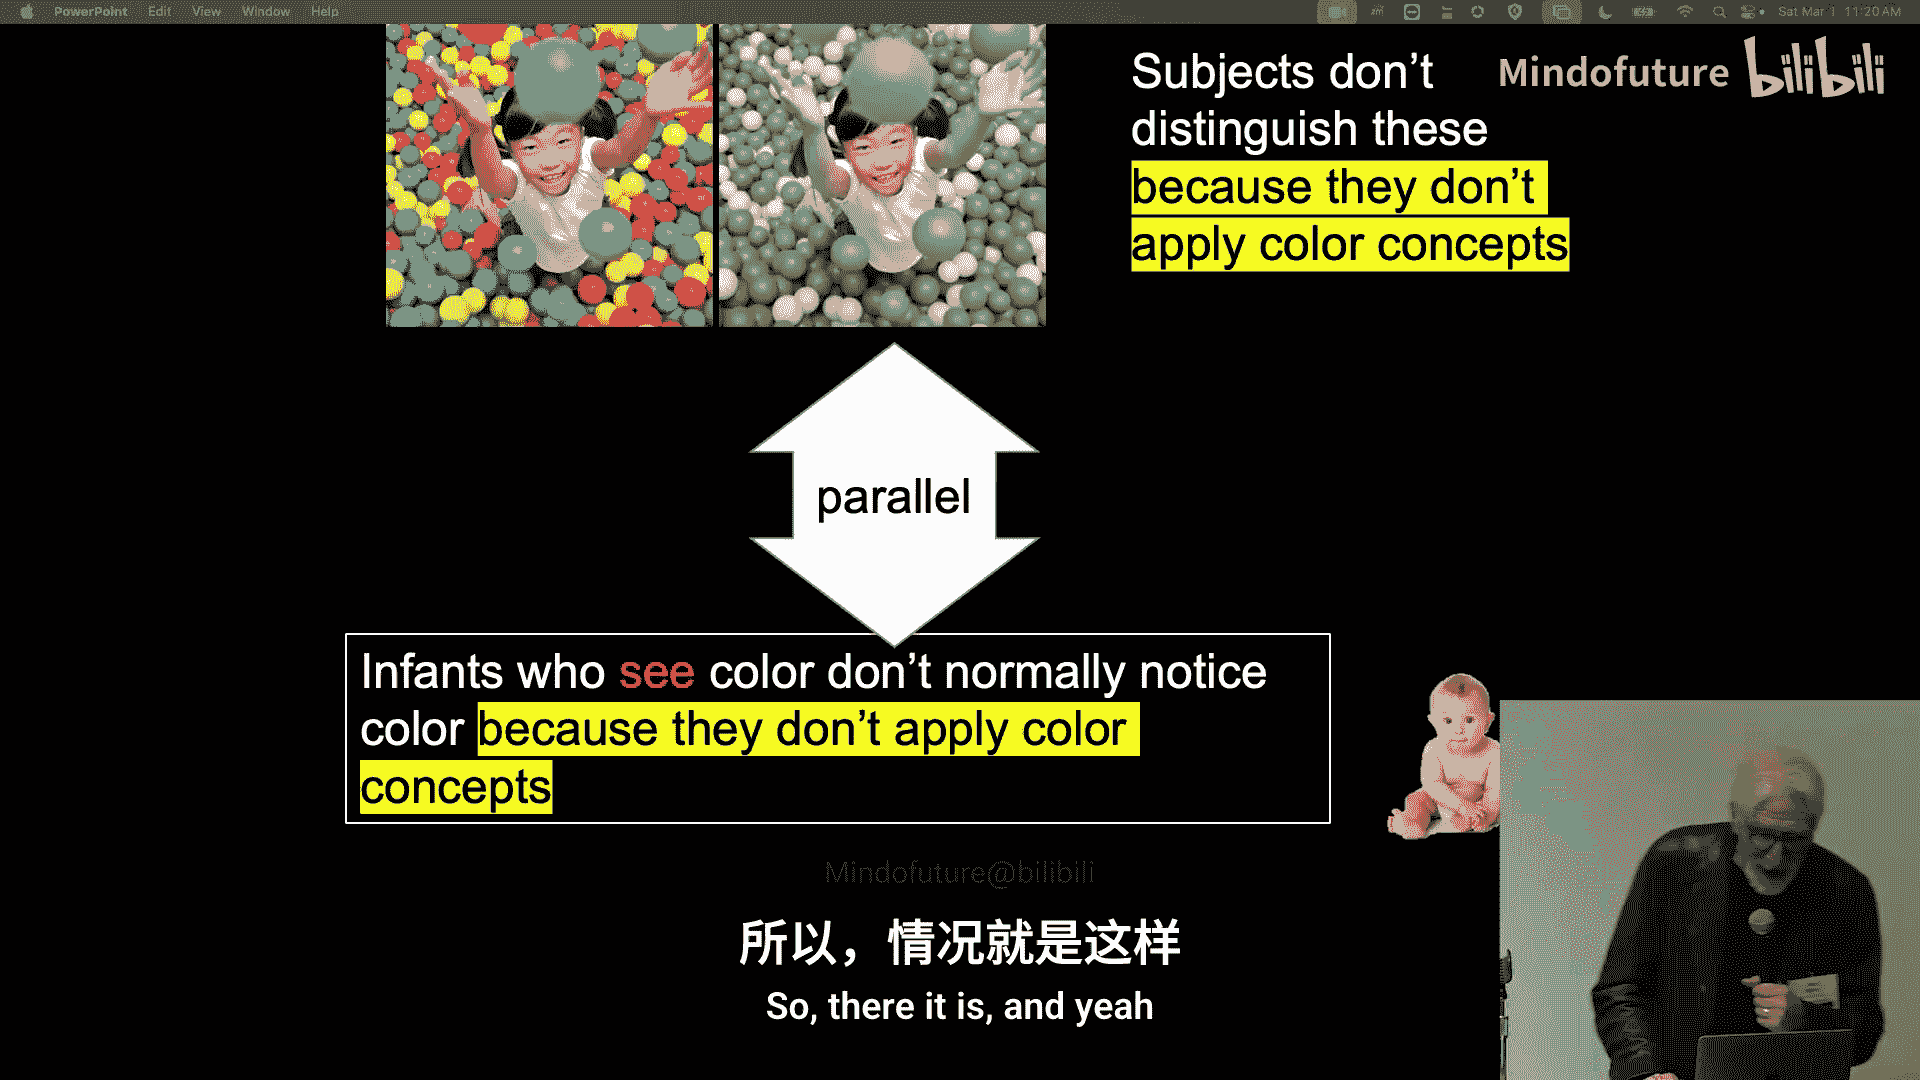 PowerPoint Edit View Window Help
Sat Mar 1 11:20 AM
Subjects don’t
distinguish these
because they don’t
apply color concepts
Mindofuture bilibili
parallel
Infants who see color don’t normally notice
color because they don’t apply color
concepts
Mindofuture@bilibili
所以，情况就是这样
So, there it is, and yeah